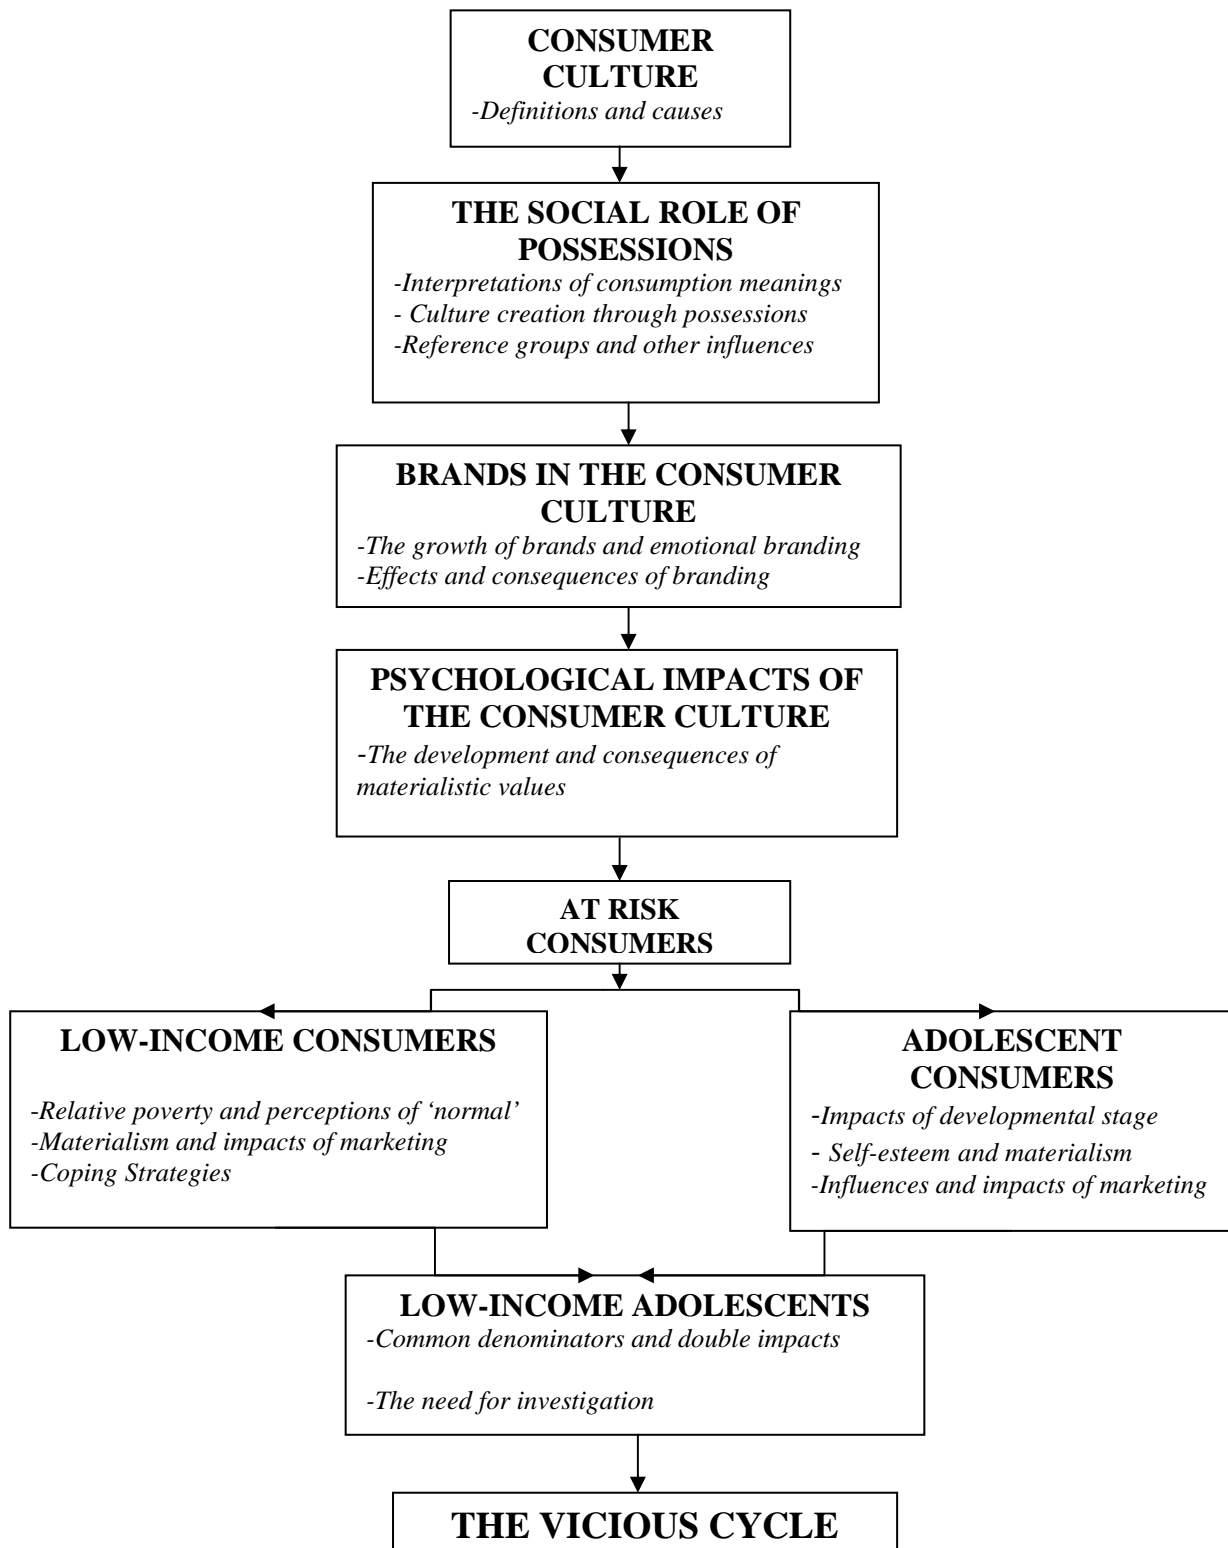 CONSUMER
CULTURE
-Definitions and causes
THE SOCIAL ROLE OF
POSSESSIONS
-Interpretations of consumption meanings
- Culture creation through possessions
-Reference groups and other influences
BRANDS IN THE CONSUMER
CULTURE
-The growth of brands and emotional branding
-Effects and consequences of branding
PSYCHOLOGICAL IMPACTS OF
THE CONSUMER CULTURE
-The development and consequences of
materialistic values
AT RISK
CONSUMERS
LOW-INCOME CONSUMERS
-Relative poverty and perceptions of ‘normal’
-Materialism and impacts of marketing
-Coping Strategies
ADOLESCENT
CONSUMERS
-Impacts of developmental stage
- Self-esteem and materialism
-Influences and impacts of marketing
LOW-INCOME ADOLESCENTS
-Common denominators and double impacts
-The need for investigation
THE VICIOUS CYCLE